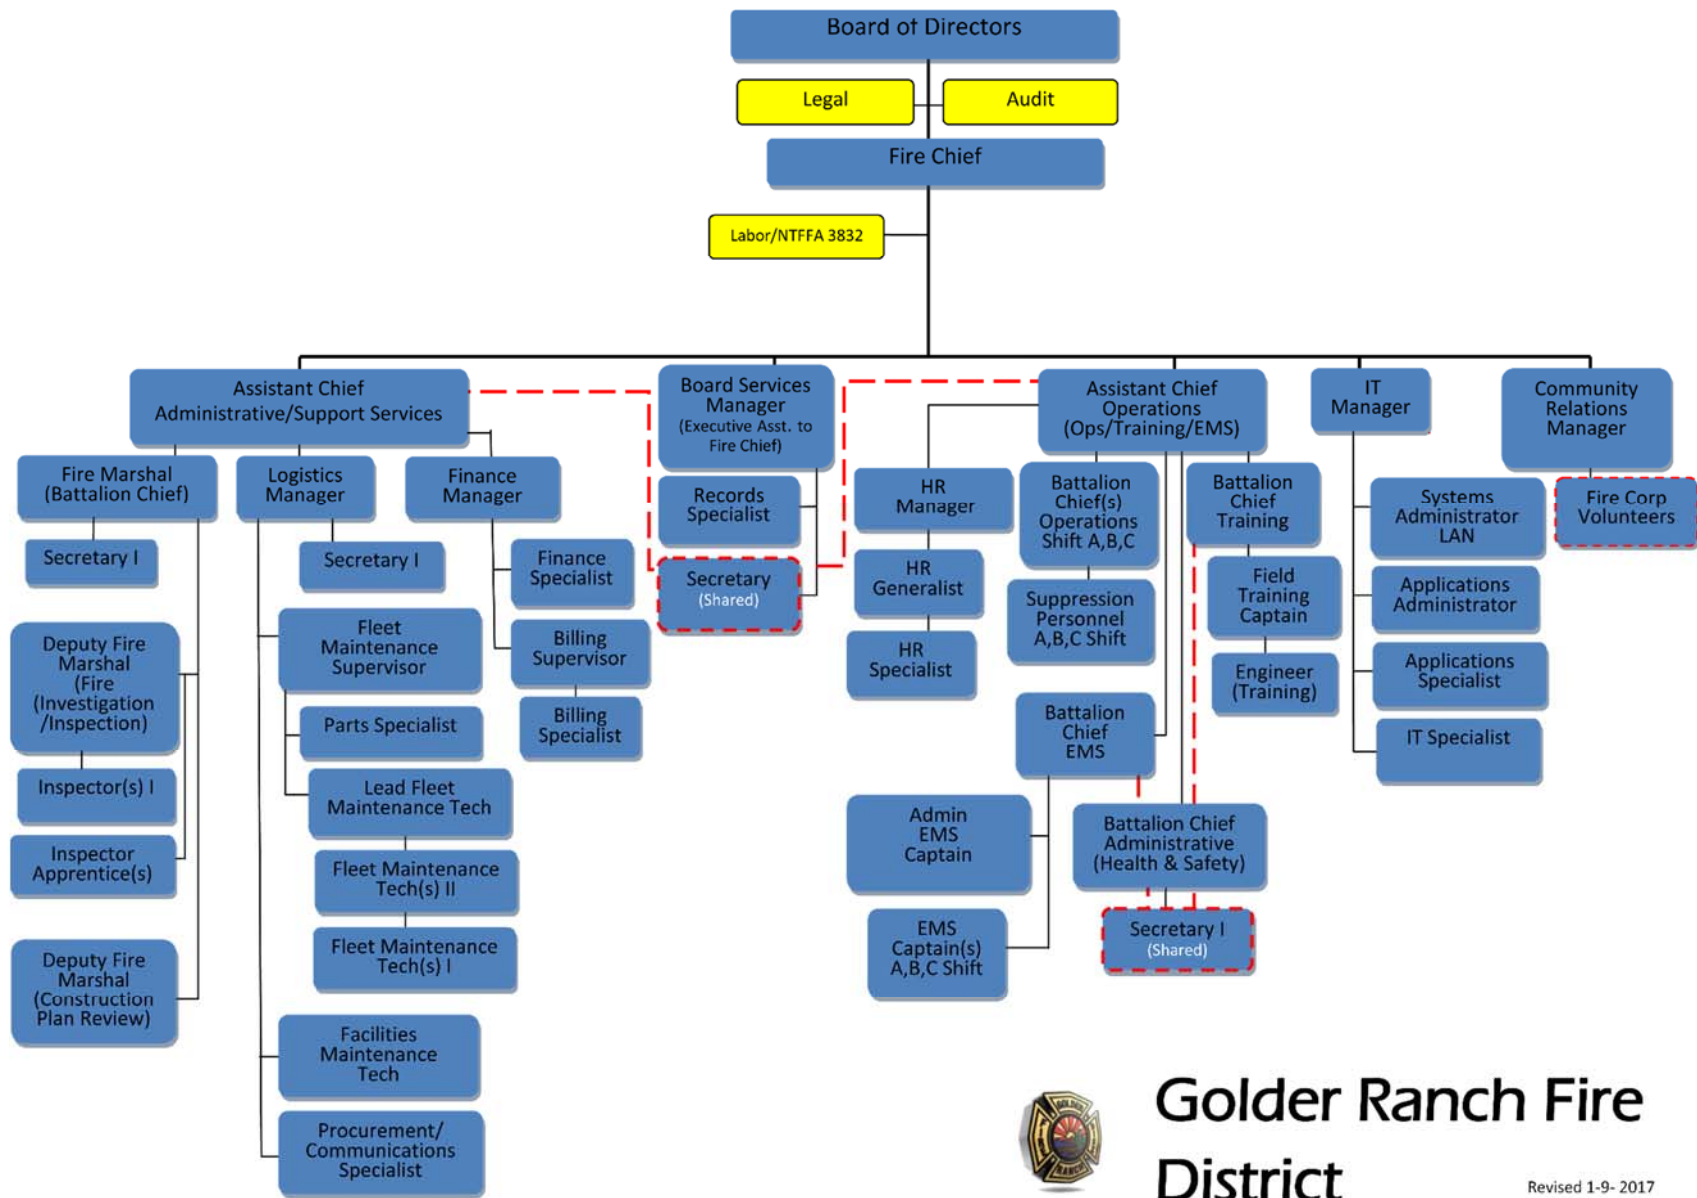 Board of Directors
Legal
Audit
Fire Chief
Labor/NTFFA 3832
Assistant Chief
Administrative/Support Services
Board Services
Manager
(Executive Asst. to
Fire Chief)
Assistant Chief
Operations
(Ops/Training/EMS)
IT
Manager
Community
Relations
Manager
Fire Marshal
(Battalion Chief)
Secretary I
Deputy Fire
Marshal
(Fire
(Investigation
/Inspection)
Inspector(s) I
Inspector
Apprentice(s)
Deputy Fire
Marshal
(Construction
Plan Review)
Logistics
Manager
Secretary I
Fleet
Maintenance
Supervisor
Parts Specialist
Lead Fleet
Maintenance Tech
Fleet Maintenance
Tech(s) II
Fleet Maintenance
Tech(s) I
Facilities
Maintenance
Tech
Procurement/
Communications
Specialist
Finance
Manager
Finance
Specialist
Billing
Supervisor
Billing
Specialist
Records
Specialist
Secretary
(Shared)
HR
Manager
HR
Generalist
HR
Specialist
Battalion
Chief(s)
Operations
Shift A,B,C
Suppression
Personnel
A,B,C Shift
Battalion
Chief
EMS
Admin
EMS
Captain
EMS
Captain(s)
A,B,C Shift
Battalion Chief
Administrative
(Health & Safety)
Secretary I
(Shared)
Battalion
Chief
Training
Field
Training
Captain
Engineer
(Training)
Systems
Administrator
LAN
Applications
Administrator
Applications
Specialist
IT Specialist
Fire Corp
Volunteers
GOLDER
RANCH
Golder Ranch Fire
District
Revised 1-9- 2017